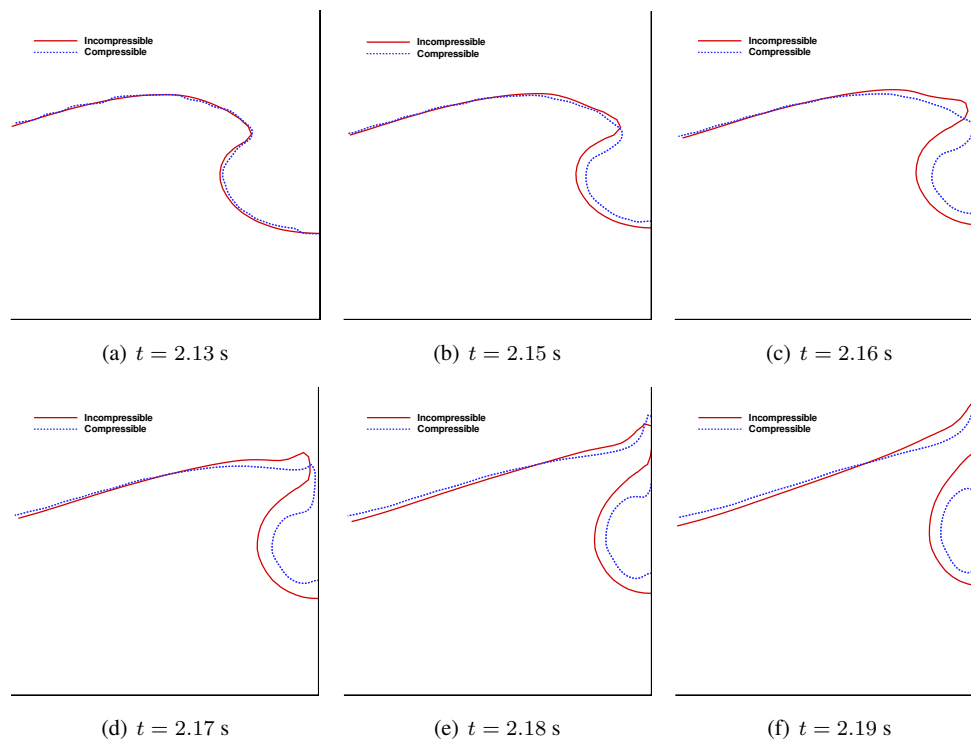 Incompressible
Compressible
Incompressible
Compressible
Incompressible
Compressible
(a) t = 2.13 s
(b) t = 2.15 s
(c) t = 2.16 s
Incompressible
Compressible
Incompressible
Compressible
Incompressible
Compressible
(d) t = 2.17 s
(e) t = 2.18 s
(f) t = 2.19 s